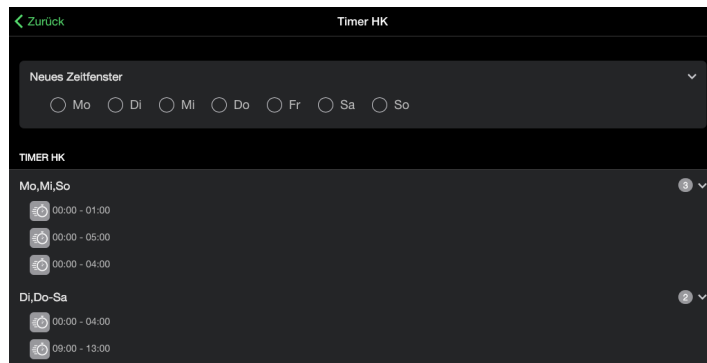 Zurück
Timer HK
Neues Zeitfenster
Mo Di Mi Do Fr Sa So
TIMER HK
Mo,Mi,So 3
00:00 - 01:00
00:00 - 05:00
00:00 - 04:00
Di,Do-Sa 2
00:00 - 04:00
09:00 - 13:00